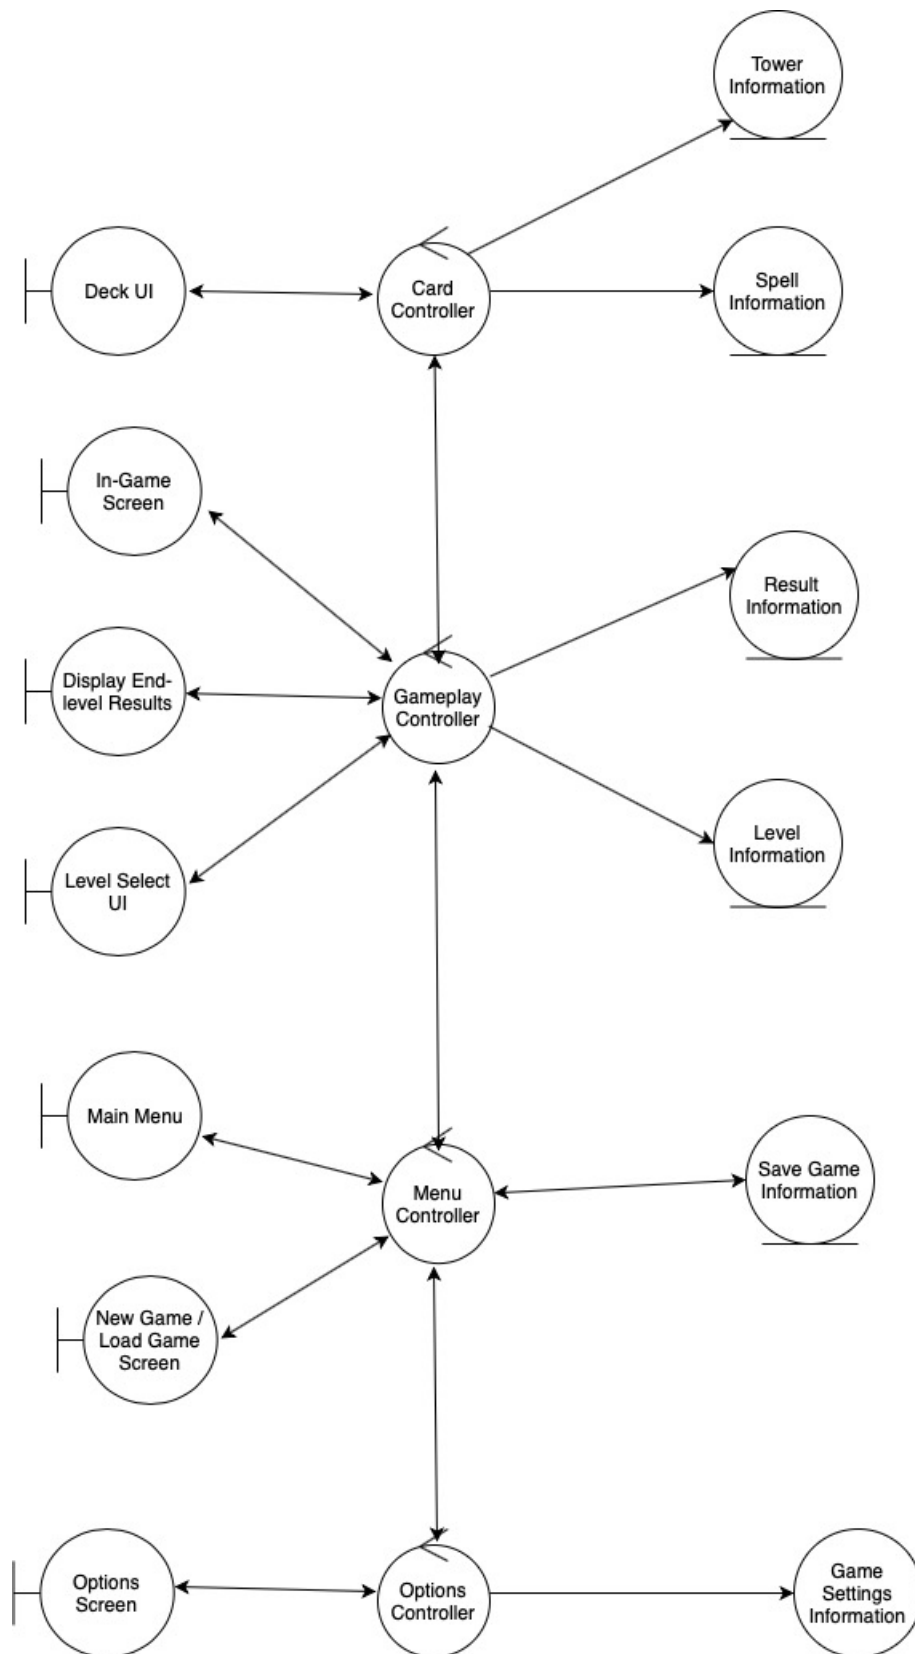 Tower
Information
Deck UI
Card
Controller
Spell
Information
In-Game
Screen
Result
Information
Display End-
level Results
Gameplay
Controller
Level
Information
Level Select
UI
Main Menu
Menu
Controller
Save Game
Information
New Game /
Load Game
Screen
Options
Screen
Options
Controller
Game
Settings
Information